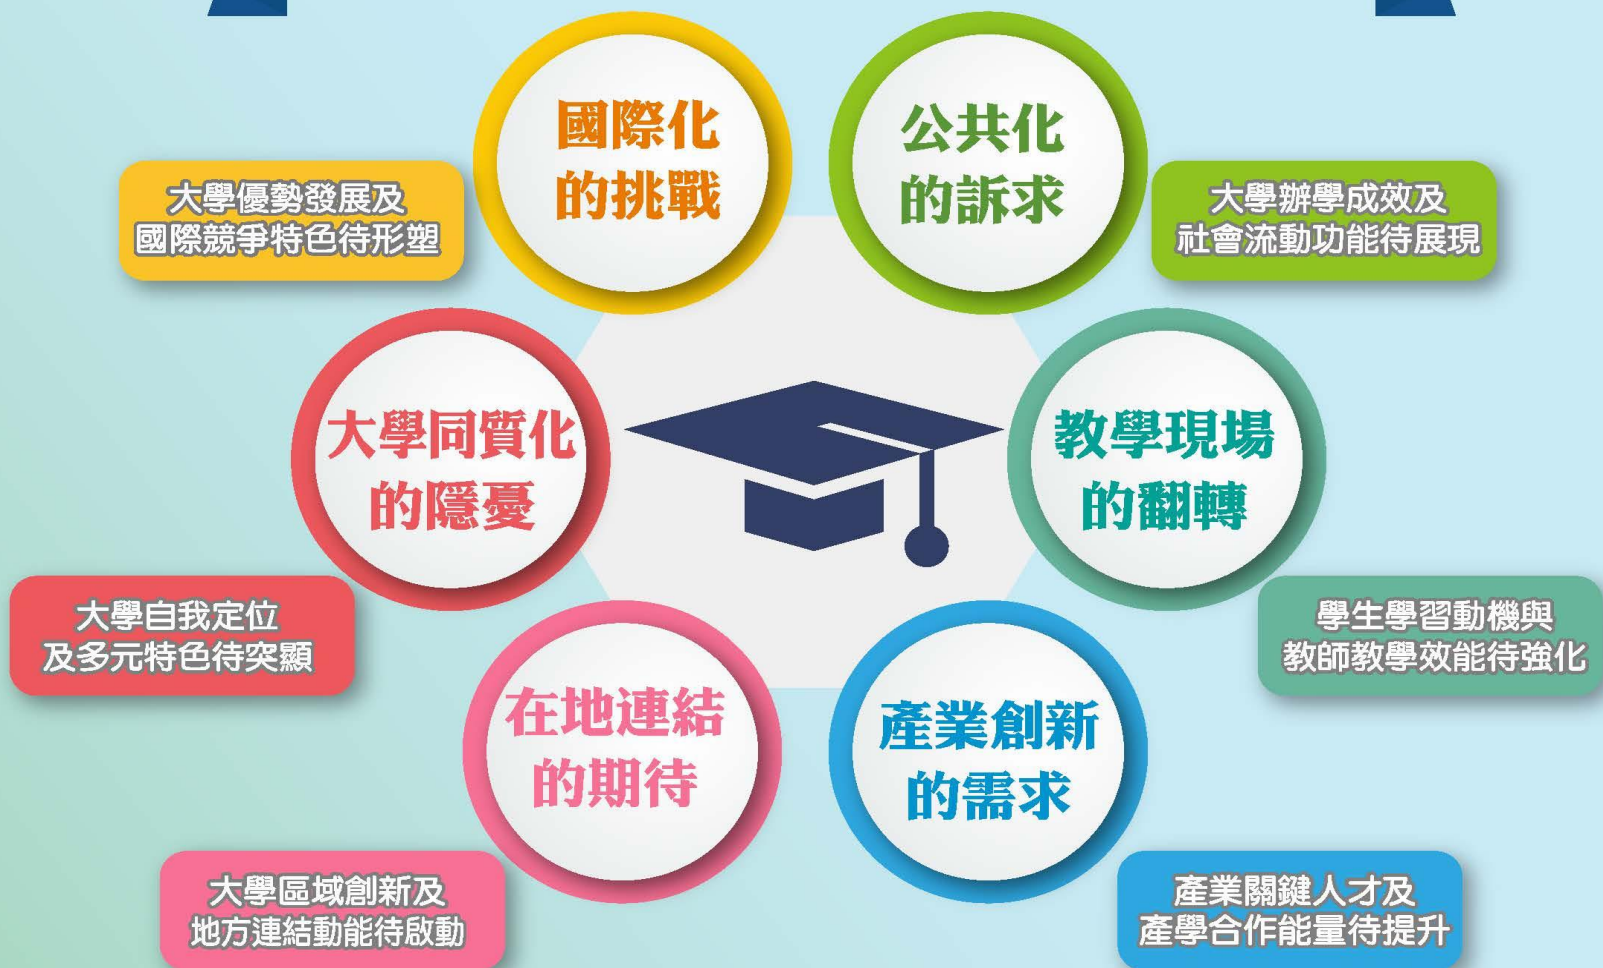 國際化
的挑戰
大學優勢發展及
國際競爭特色待形塑
公共化
的訴求
大學辦學成效及
社會流動功能待展現
大學同質化
的隱憂
大學自我定位
及多元特色待突顯
教學現場
的翻轉
學生學習動機與
教師教學效能待強化
在地連結
的期待
大學區域創新及
地方連結動能待啟動
產業創新
的需求
產業關鍵人才及
產學合作能量待提升